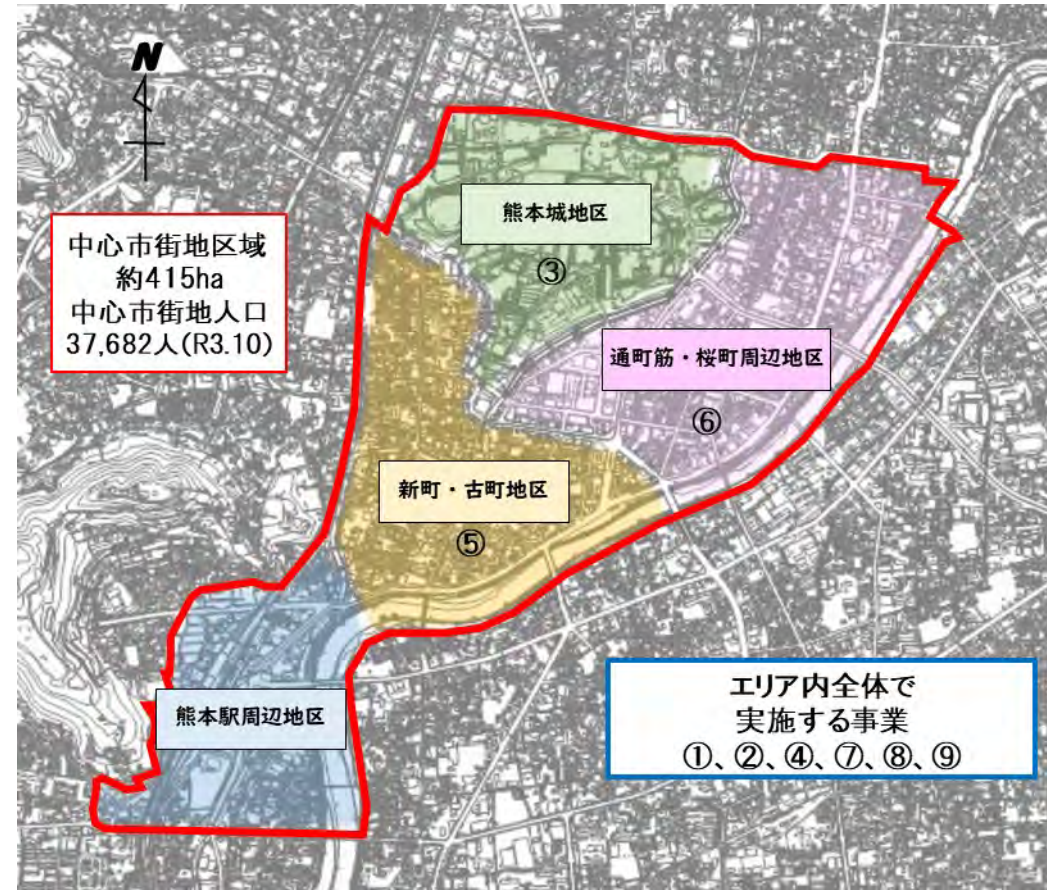 N
熊本城地区
③
中心市街地区域
約415ha
中心市街地人口
37,682人(R3.10)
通町筋・桜町周辺地区
⑥
新町・古町地区
⑤
熊本駅周辺地区
エリア内全体で
実施する事業
①、②、④、⑦、⑧、⑨